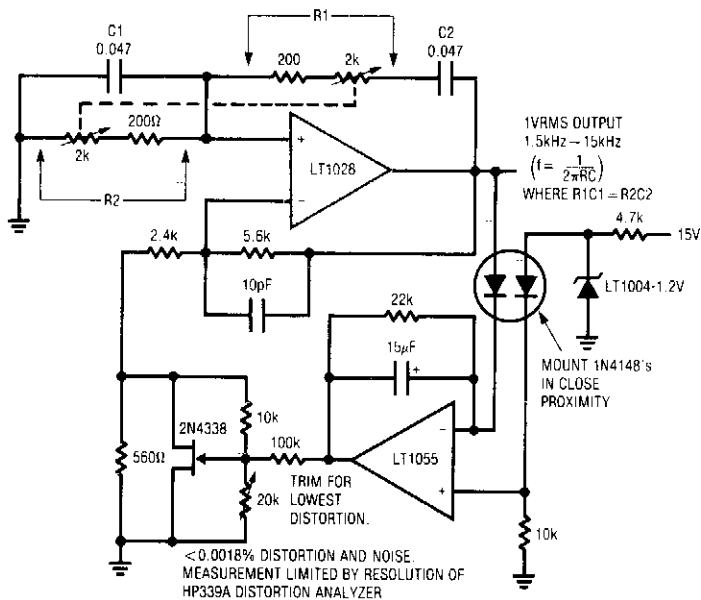 R1
C1
0.047
C2
0.047
200
2k
200Ω
2k
R2
+
−
LT1028
1VRMS OUTPUT
1.5kHz – 15kHz
(f = 1/2πRC)
WHERE R1C1 = R2C2
4.7k
15V
2.4k
5.6k
10pF
LT1004-1.2V
22k
15µF
+
MOUNT 1N4148's
IN CLOSE
PROXIMITY
2N4338
10k
100k
−
LT1055
+
560Ω
20k
TRIM FOR
LOWEST
DISTORTION.
10k
<0.0018% DISTORTION AND NOISE.
MEASUREMENT LIMITED BY RESOLUTION OF
HP339A DISTORTION ANALYZER